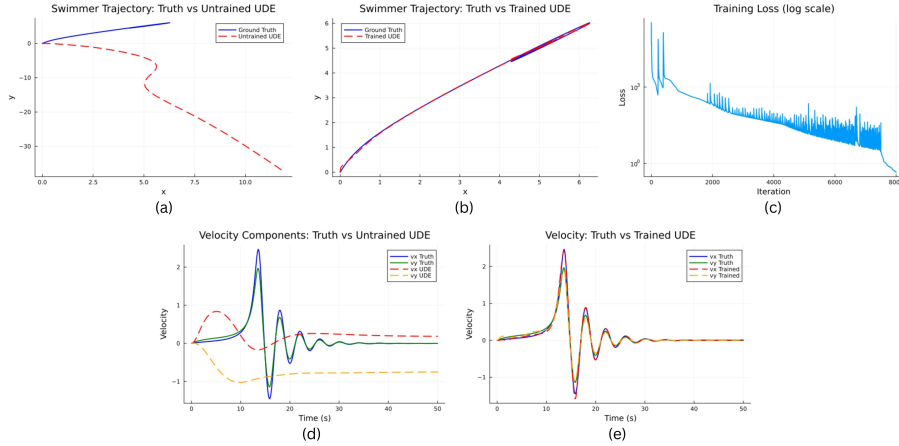 Swimmer Trajectory: Truth vs Untrained UDE
Ground Truth
Untrained UDE
0
−10
−20
−30
y
0.0 2.5 5.0 7.5 10.0
x
(a)
Swimmer Trajectory: Truth vs Trained UDE
Ground Truth
Trained UDE
6
5
4
3
2
1
0
y
0 1 2 3 4 5 6
x
(b)
Training Loss (log scale)
Loss
10⁰
0 2000 4000 6000 8000
Iteration
(c)
Velocity Components: Truth vs Untrained UDE
vx Truth
vy Truth
vx UDE
vy UDE
2
1
0
−1
Velocity
0 10 20 30 40 50
Time (s)
(d)
Velocity: Truth vs Trained UDE
vx Truth
vy Truth
vx Trained
vy Trained
2
1
0
−1
Velocity
0 10 20 30 40 50
Time (s)
(e)